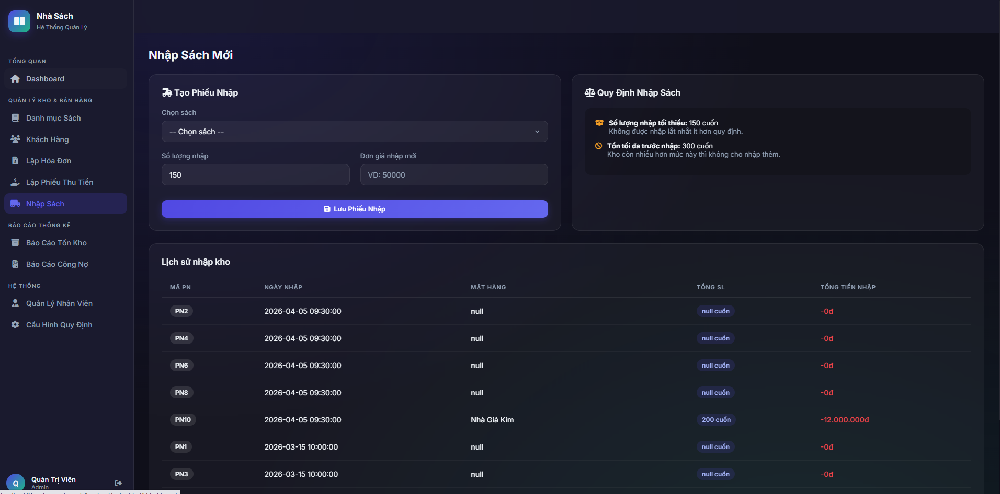 Nhà Sách
Hệ Thống Quản Lý
TỔNG QUAN
Dashboard
QUẢN LÝ KHO & BÁN HÀNG
Danh mục Sách
Khách Hàng
Lập Hóa Đơn
Lập Phiếu Thu Tiền
Nhập Sách
BÁO CÁO THỐNG KÊ
Báo Cáo Tồn Kho
Báo Cáo Công Nợ
HỆ THỐNG
Quản Lý Nhân Viên
Cấu Hình Quy Định
Q
Quản Trị Viên
Admin
Nhập Sách Mới
Tạo Phiếu Nhập
Chọn sách
-- Chọn sách --
Số lượng nhập
Đơn giá nhập mới
150
VD: 50000
Lưu Phiếu Nhập
Quy Định Nhập Sách
Số lượng nhập tối thiểu: 150 cuốn
Không được nhập lắt nhắt ít hơn quy định.
Tồn tối đa trước nhập: 300 cuốn
Kho còn nhiều hơn mức này thì không cho nhập thêm.
Lịch sử nhập kho
MÃ PN NGÀY NHẬP MẶT HÀNG TỔNG SL TỔNG TIỀN NHẬP
PN2 2026-04-05 09:30:00 null null cuốn -0đ
PN4 2026-04-05 09:30:00 null null cuốn -0đ
PN6 2026-04-05 09:30:00 null null cuốn -0đ
PN8 2026-04-05 09:30:00 null null cuốn -0đ
PN10 2026-04-05 09:30:00 Nhà Giả Kim 200 cuốn -12.000.000đ
PN1 2026-03-15 10:00:00 null null cuốn -0đ
PN3 2026-03-15 10:00:00 null null cuốn -0đ